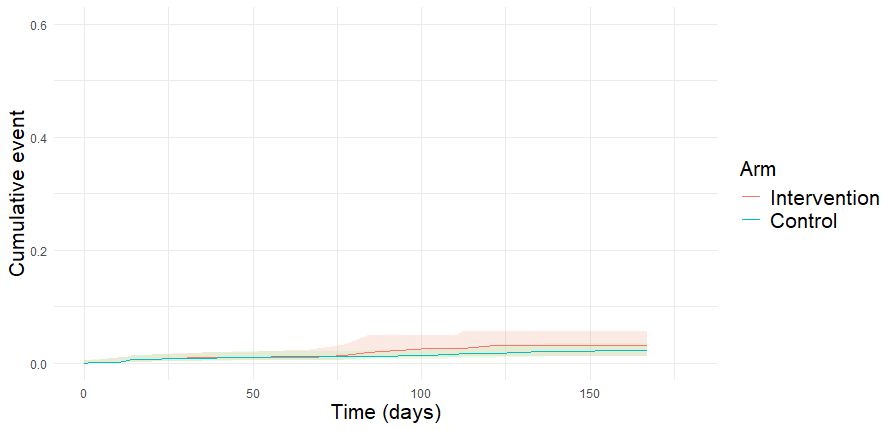 0.6
0.4
0.2
0.0
Cumulative event
0
50
100
150
Time (days)
Arm
Intervention
Control